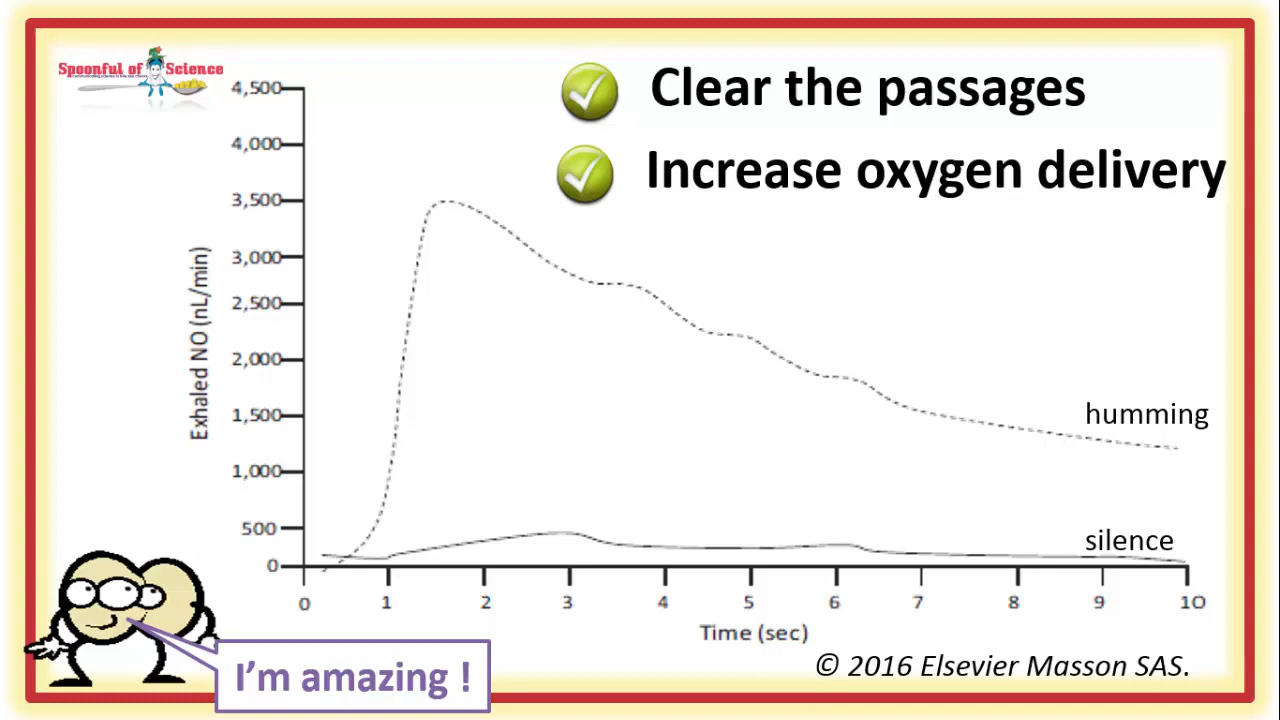 Spoonful of Science
Clear the passages
Increase oxygen delivery
4,500
4,000
3,500
3,000
2,500
2,000
1,500
1,000
500
0
Exhaled NO (nL/min)
humming
silence
0 1 2 3 4 5 6 7 8 9 10
Time (sec)
I'm amazing !
© 2016 Elsevier Masson SAS.